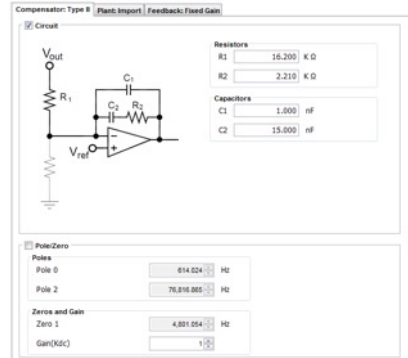 Compensator: Type II Plant: Import Feedback: Fixed Gain
Circuit
Vout
R1
C1
C2 R2
Vref
- +
Resistors
R1 16.200 K Ω
R2 2.210 K Ω
Capacitors
C1 1.000 nF
C2 15.000 nF
Pole/Zero
Poles
Pole 0 614.024 Hz
Pole 2 76,816.865 Hz
Zeros and Gain
Zero 1 4,801.054 Hz
Gain(Kdc) 1